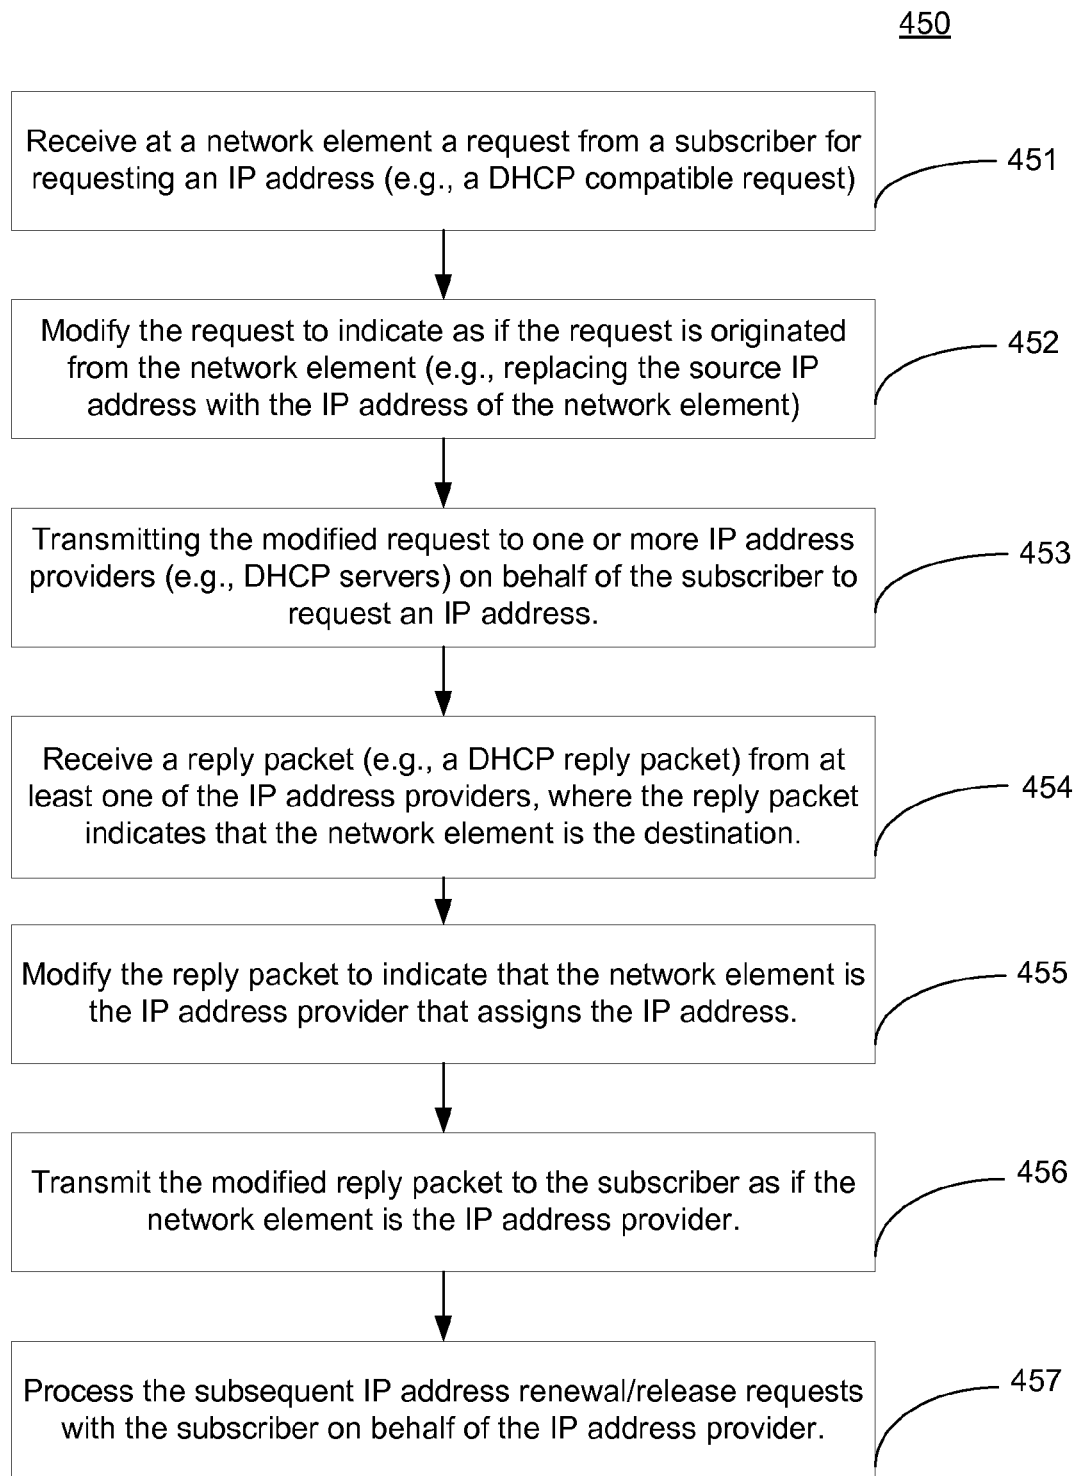 450
Receive at a network element a request from a subscriber for
requesting an IP address (e.g., a DHCP compatible request)
451
Modify the request to indicate as if the request is originated
from the network element (e.g., replacing the source IP
address with the IP address of the network element)
452
Transmitting the modified request to one or more IP address
providers (e.g., DHCP servers) on behalf of the subscriber to
request an IP address.
453
Receive a reply packet (e.g., a DHCP reply packet) from at
least one of the IP address providers, where the reply packet
indicates that the network element is the destination.
454
Modify the reply packet to indicate that the network element is
the IP address provider that assigns the IP address.
455
Transmit the modified reply packet to the subscriber as if the
network element is the IP address provider.
456
Process the subsequent IP address renewal/release requests
with the subscriber on behalf of the IP address provider.
457